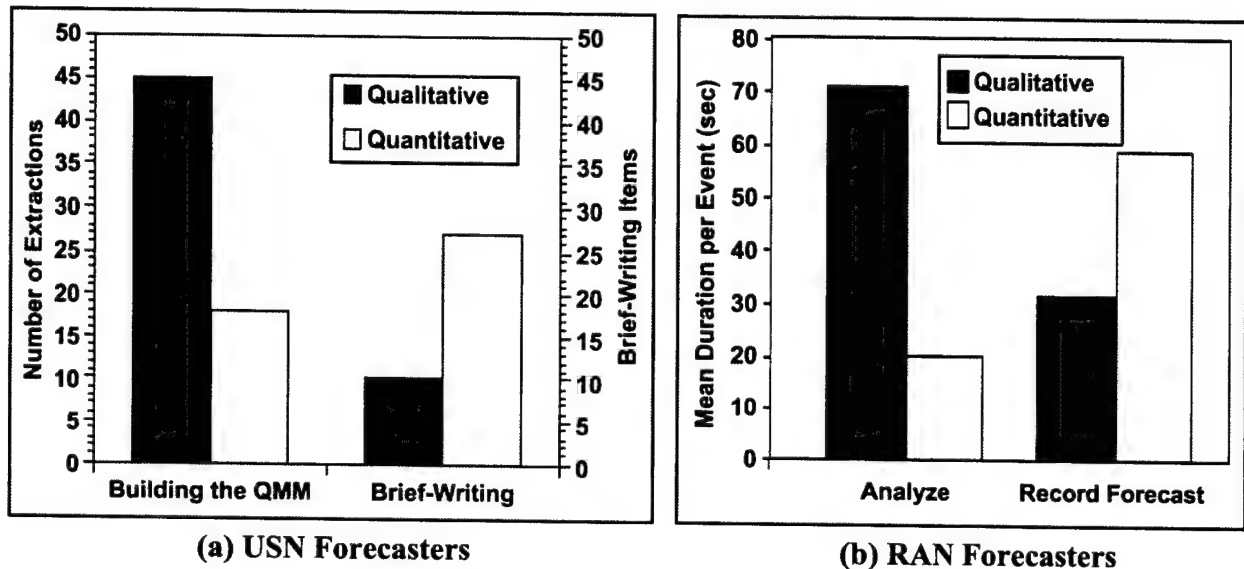 50
45
40
35
30
25
20
15
10
5
0
Number of Extractions
Qualitative
Quantitative
50
45
40
35
30
25
20
15
10
5
0
Brief-Writing Items
Building the QMM
Brief-Writing
(a) USN Forecasters
80
70
60
50
40
30
20
10
0
Mean Duration per Event (sec)
Qualitative
Quantitative
Analyze
Record Forecast
(b) RAN Forecasters